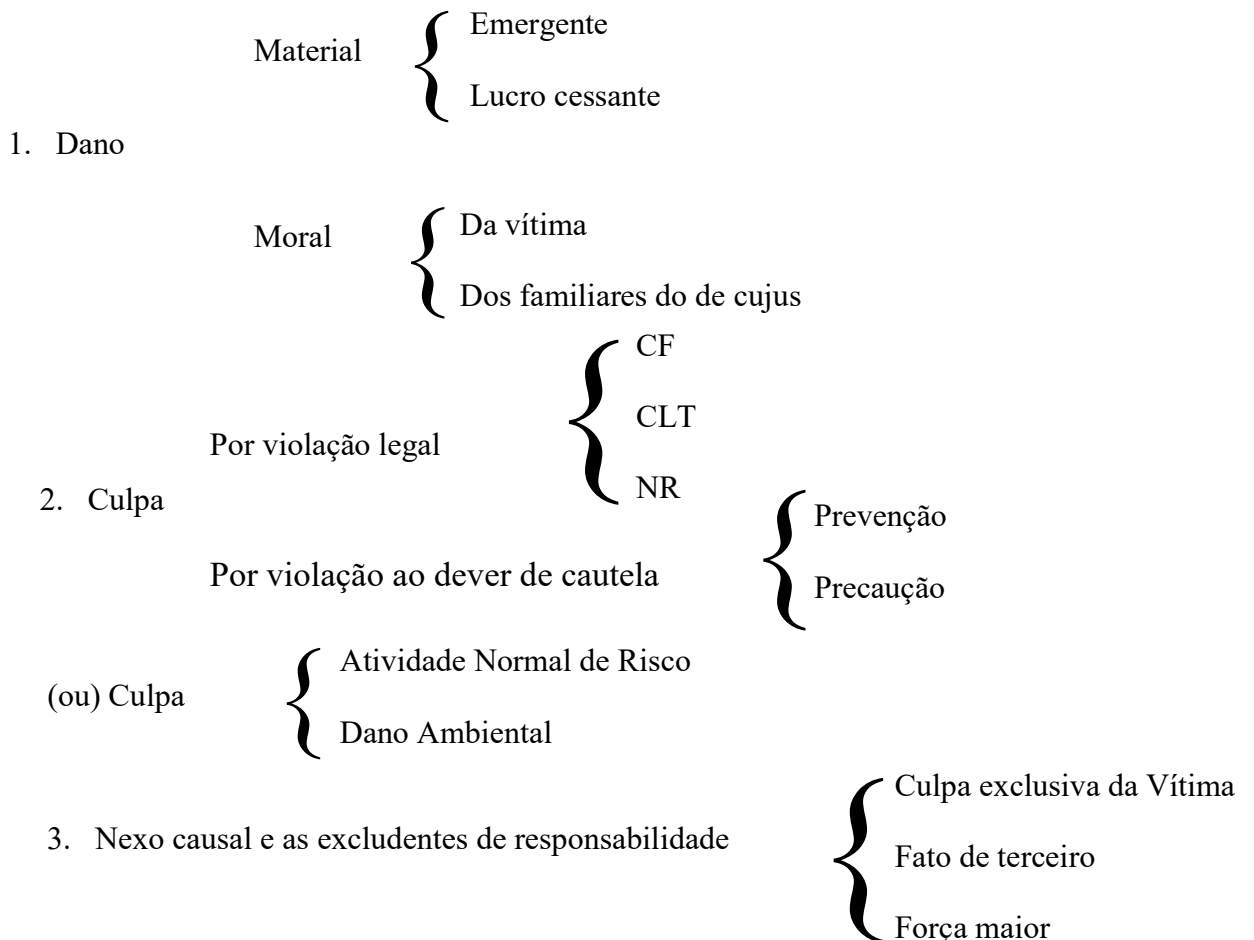 Material
Emergente
Lucro cessante
1. Dano
Moral
Da vítima
Dos familiares do de cujus
Por violação legal
CF
CLT
NR
2. Culpa
Por violação ao dever de cautela
Prevenção
Precaução
(ou) Culpa
Atividade Normal de Risco
Dano Ambiental
3. Nexo causal e as excludentes de responsabilidade
Culpa exclusiva da Vítima
Fato de terceiro
Força maior